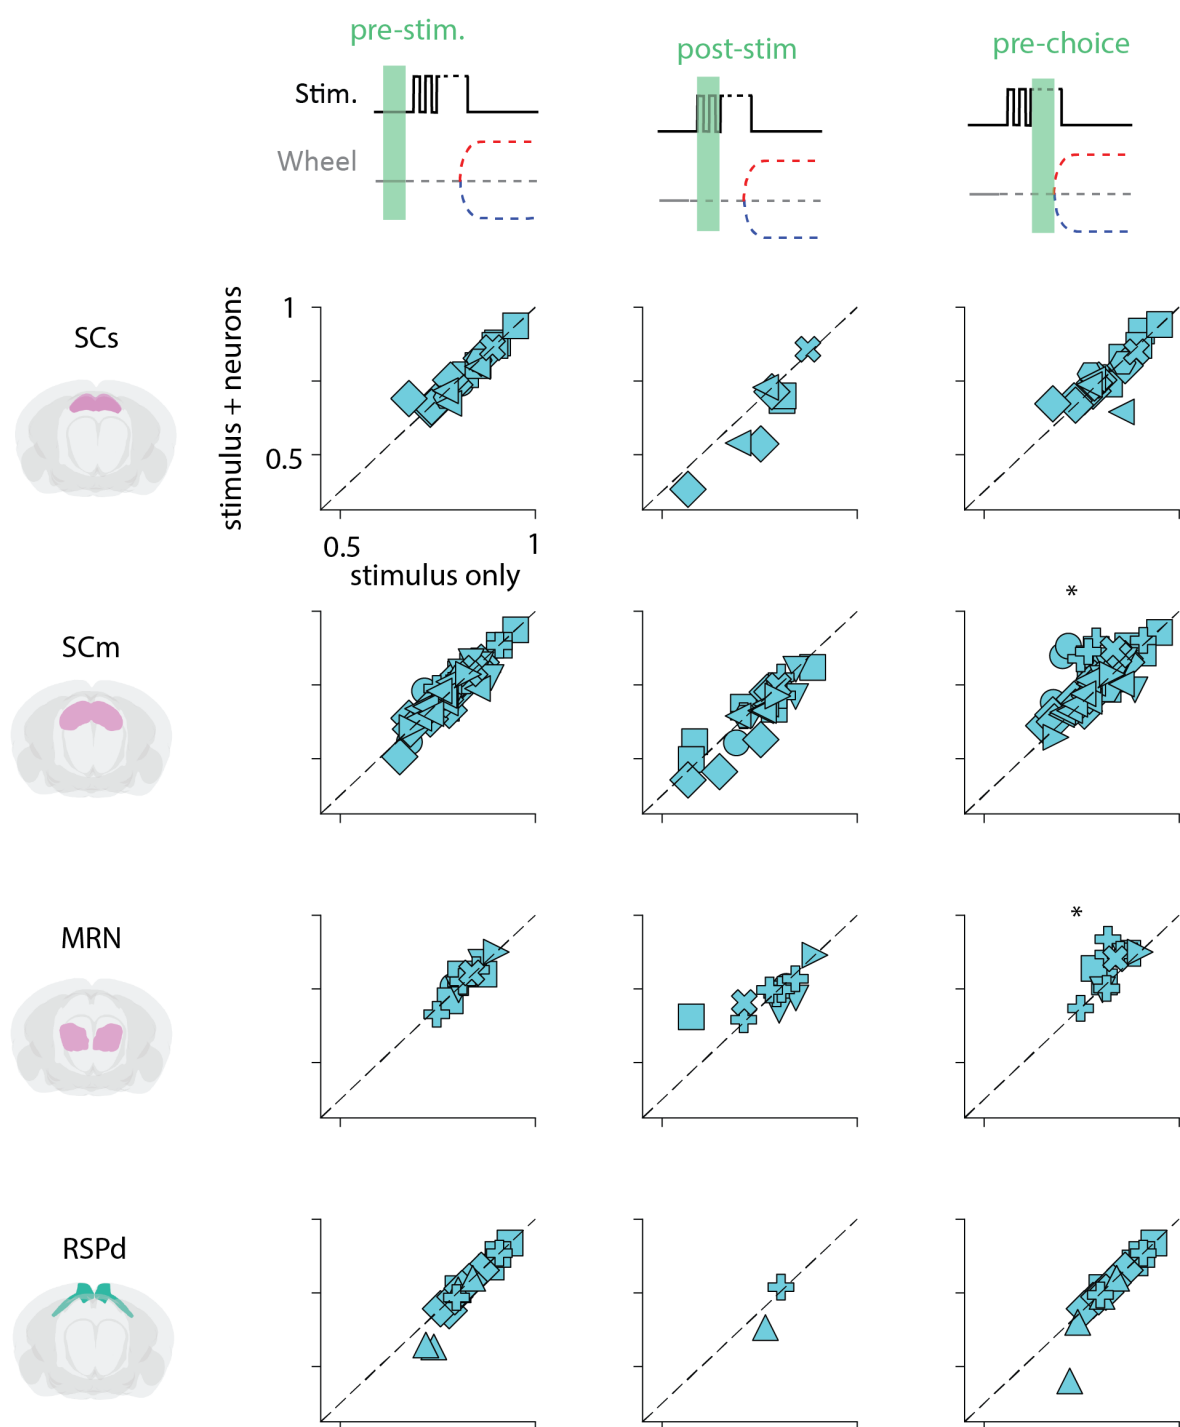 pre-stim.
post-stim
pre-choice
Stim.
Wheel
SCs
stimulus + neurons
1
0.5
0.5
1
stimulus only
*
SCm
*
MRN
RSPd